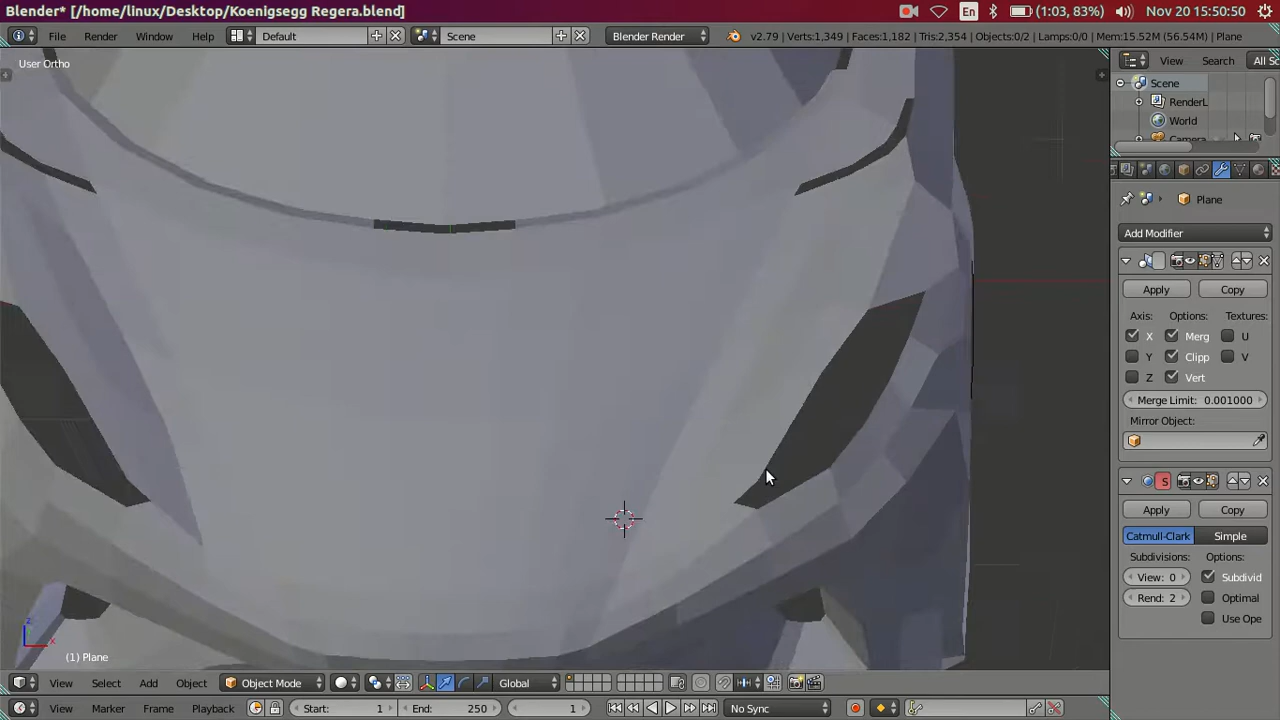 Blender* [/home/linux/Desktop/Koenigsegg Regera.blend]
En (1:03, 83%) Nov 20 15:50:50
File Render Window Help Default Scene Blender Render v2.79 | Verts:1,349 | Faces:1,182 | Tris:2,354 | Objects:0/2 | Lamps:0/0 | Mem:15.52M (56.54M) | Plane
User Ortho
View Search All Sc
Scene
RenderL
World
Camera
Plane
Add Modifier
Apply Copy
Axis: Options: Textures:
X Merg U
Y Clipp V
Z Vert
Merge Limit: 0.001000
Mirror Object:
S
Apply Copy
Catmull-Clark Simple
Subdivisions: Options:
View: 0 Subdivid
Rend: 2 Optimal
Use Ope
z
x
(1) Plane
View Select Add Object Object Mode Global
View Marker Frame Playback Start: 1 End: 250 1 No Sync